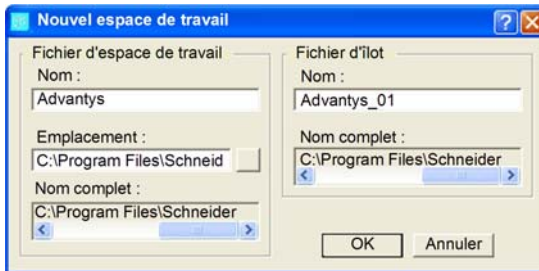 Nouvel espace de travail
Fichier d'espace de travail
Nom :
Advantys
Emplacement :
C:\Program Files\Schneid
Nom complet :
C:\Program Files\Schneider
Fichier d'îlot
Nom :
Advantys_01
Nom complet :
C:\Program Files\Schneider
OK
Annuler